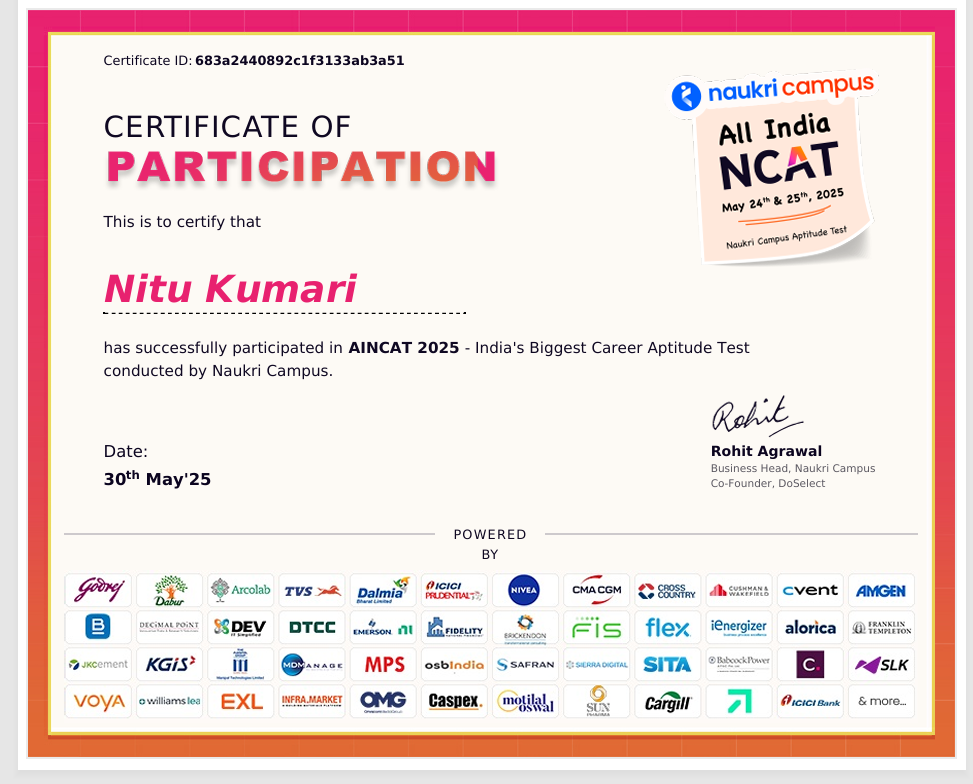 Certificate ID: 683a2440892c1f3133ab3a51
naukri campus
All India
NCAT
May 24th & 25th, 2025
Naukri Campus Aptitude Test
CERTIFICATE OF
PARTICIPATION
This is to certify that
Nitu Kumari
has successfully participated in AINCAT 2025 - India's Biggest Career Aptitude Test
conducted by Naukri Campus.
Rohit
Date:
30th May'25
Rohit Agrawal
Business Head, Naukri Campus
Co-Founder, DoSelect
POWERED
BY
Godrej Dabur Arcolab TVS Dalmia Bharat Limited ICICI PRUDENTIAL NIVEA CMA CGM CROSS COUNTRY CUSHMAN & WAKEFIELD cvent AMGEN
B DECIMAL POINT DEV IT Simplified DTCC EMERSON ni FIDELITY BRICKENDON FIS flex iEnergizer alorica FRANKLIN TEMPLETON
JKCement KGiS MDMANAGE MPS osbIndia SAFRAN SIERRA DIGITAL SITA BabcockPower C. SLK
VOYA williams lea EXL INFRA.MARKET OMG Caspex. motilal oswal SUN PHARMA Cargill ICICI Bank & more...